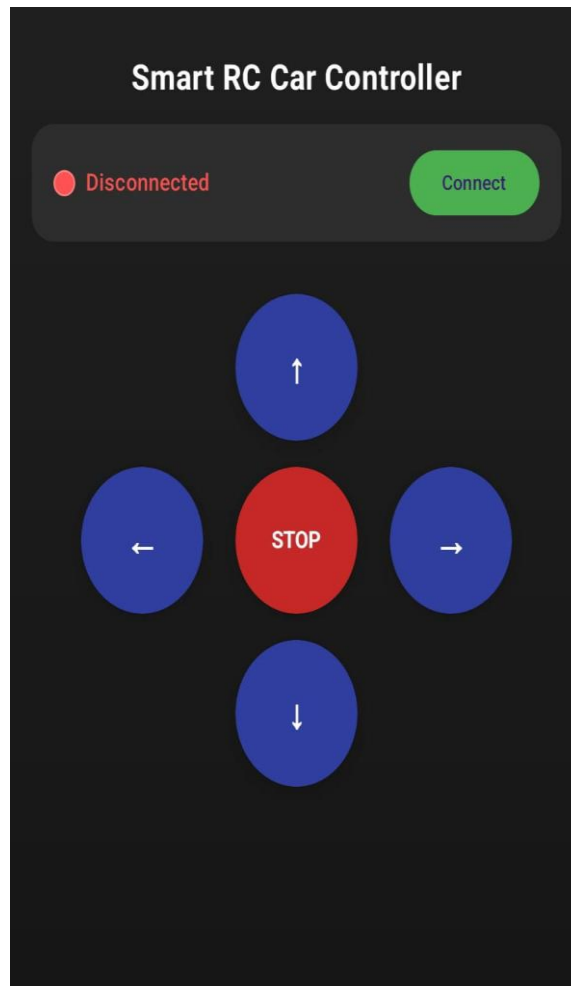 Smart RC Car Controller
Disconnected
Connect
↑
← STOP →
↓